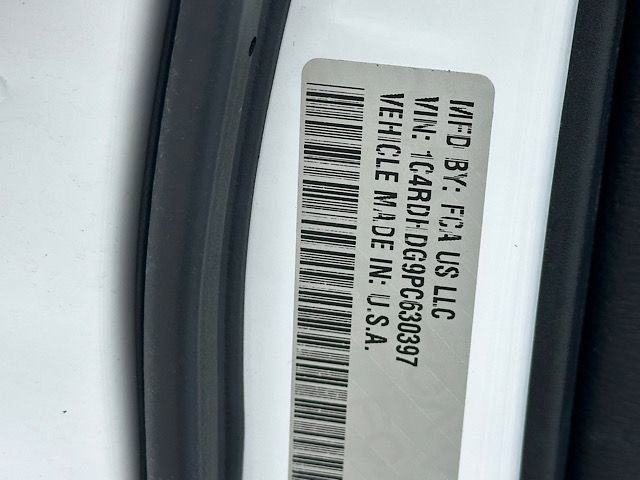 MFD BY: FCA US LLC
VIN: 1C4RDHDG9PC630397
VEHICLE MADE IN: U.S.A.